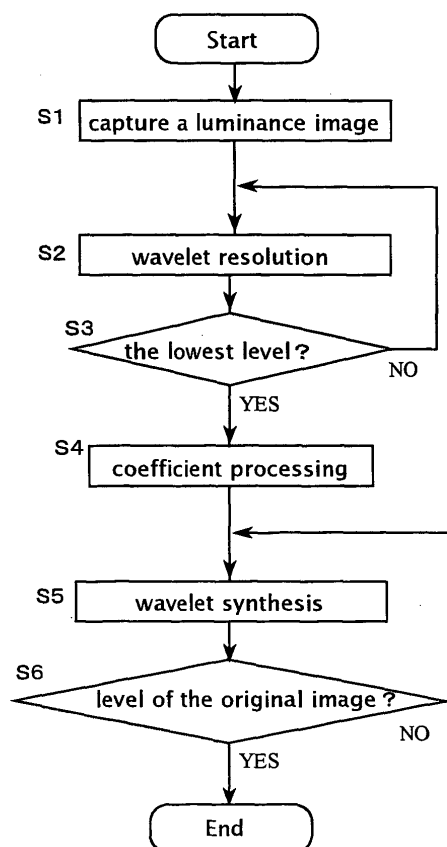 Start
S1
capture a luminance image
S2
wavelet resolution
S3
the lowest level ?
NO
YES
S4
coefficient processing
S5
wavelet synthesis
S6
level of the original image ?
NO
YES
End